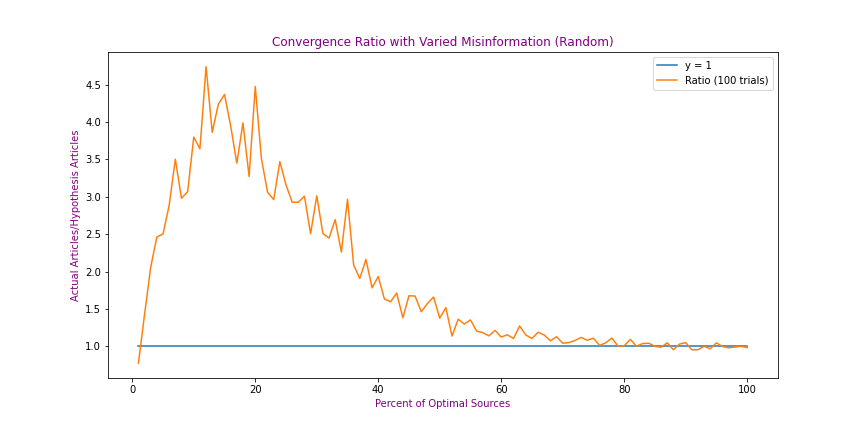 Convergence Ratio with Varied Misinformation (Random)
y = 1
Ratio (100 trials)
Actual Articles/Hypothesis Articles
4.5
4.0
3.5
3.0
2.5
2.0
1.5
1.0
0 20 40 60 80 100
Percent of Optimal Sources